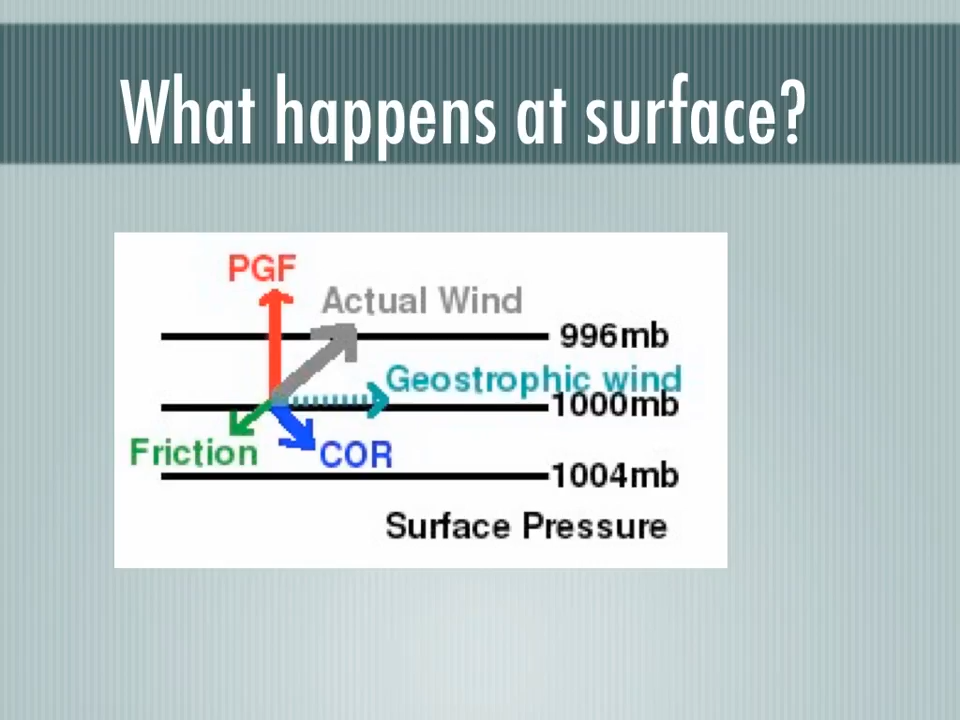 What happens at surface?
PGF
Actual Wind
996mb
Geostrophic wind
1000mb
Friction
COR
1004mb
Surface Pressure